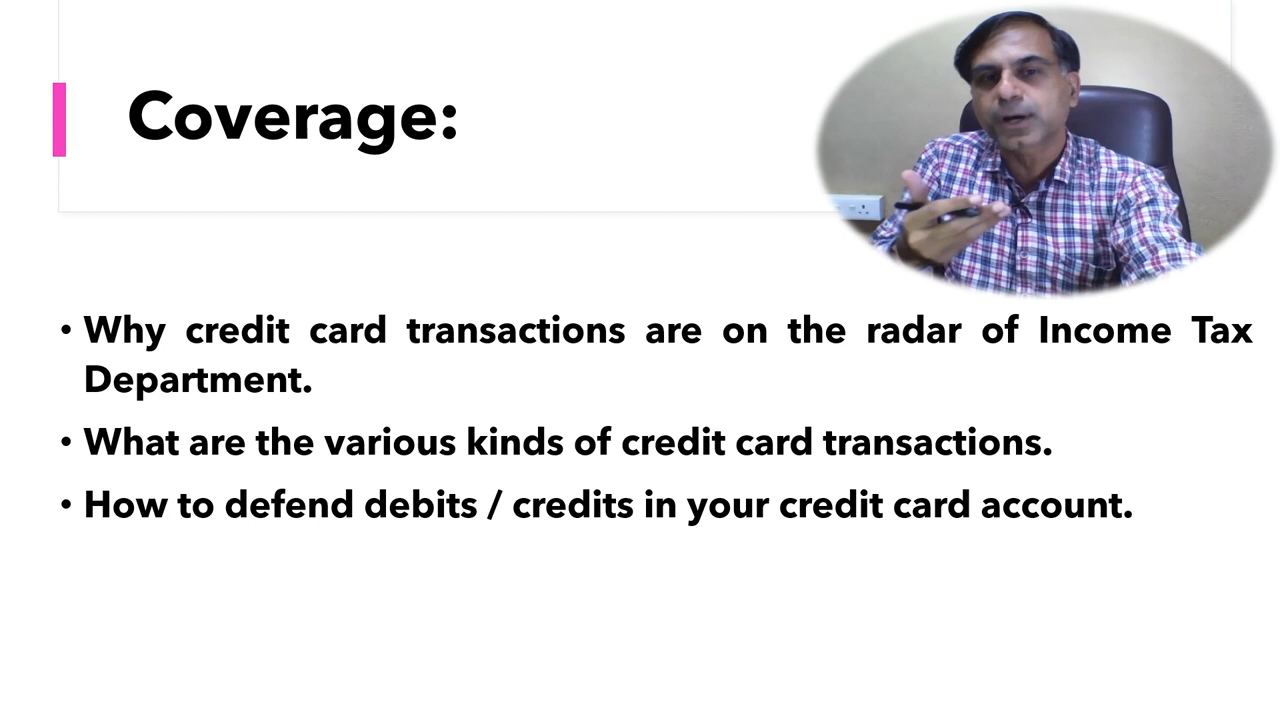 Coverage:
• Why credit card transactions are on the radar of Income Tax
Department.
• What are the various kinds of credit card transactions.
• How to defend debits / credits in your credit card account.